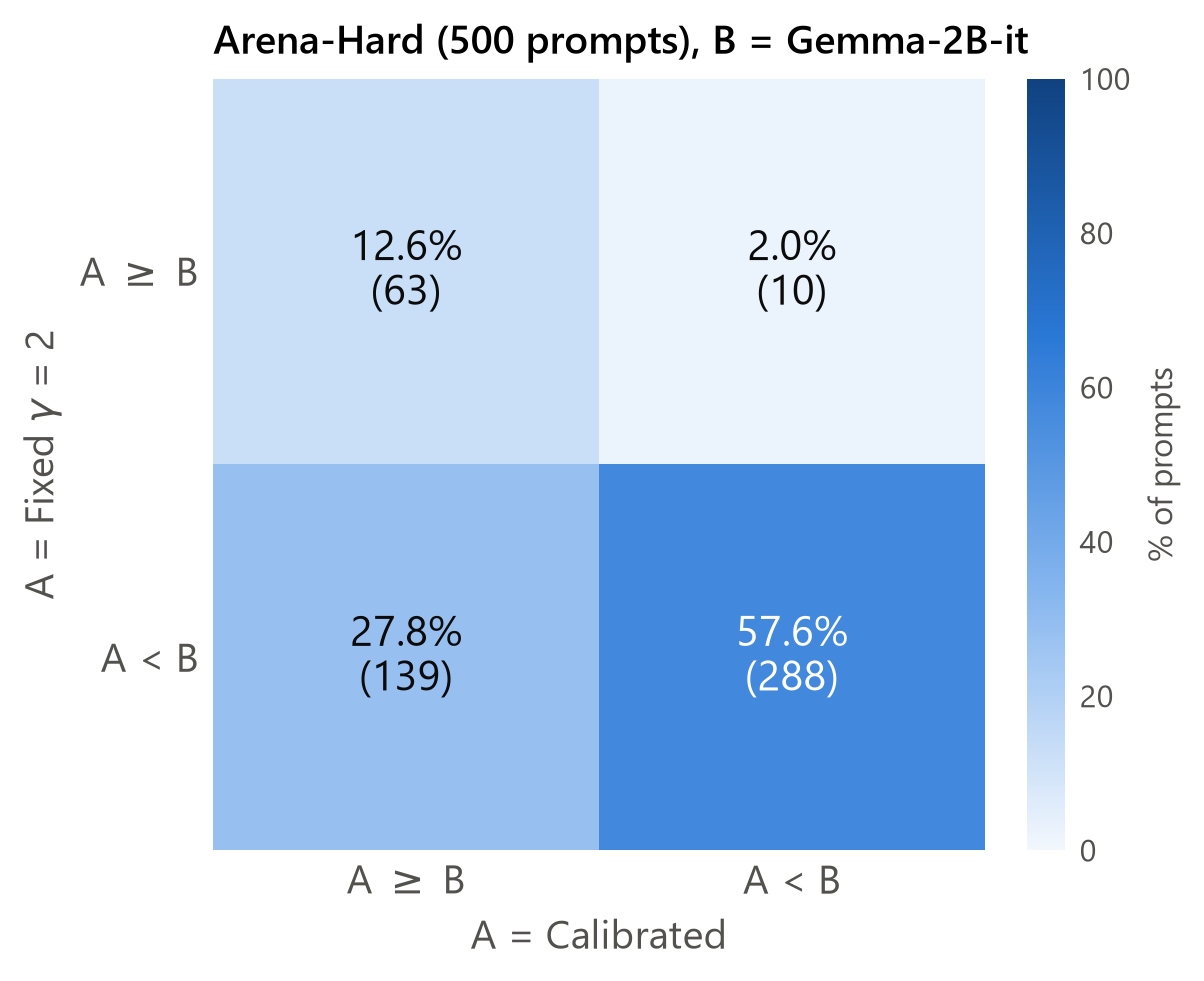 Arena-Hard (500 prompts), B = Gemma-2B-it
A = Fixed γ = 2
A ≥ B
12.6%
(63)
2.0%
(10)
A < B
27.8%
(139)
57.6%
(288)
A ≥ B
A < B
A = Calibrated
100
80
60
40
20
0
% of prompts